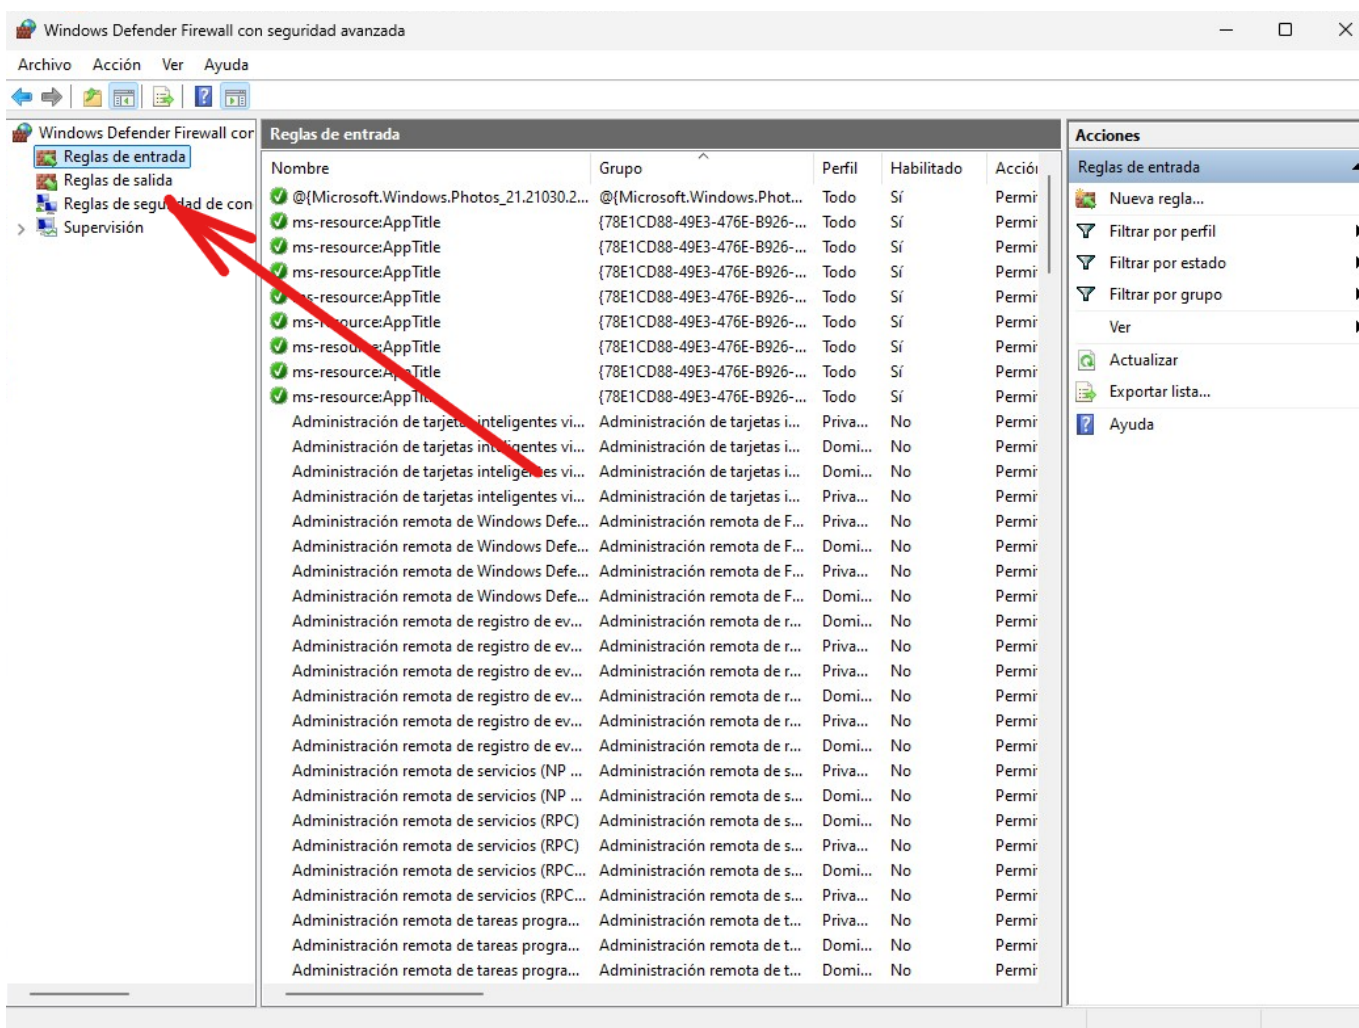 Windows Defender Firewall con seguridad avanzada
Archivo Acción Ver Ayuda
Windows Defender Firewall con
Reglas de entrada
Reglas de salida
Reglas de seguridad de con
Supervisión
Reglas de entrada
Nombre Grupo Perfil Habilitado Acción
@{Microsoft.Windows.Photos_21.21030.2... @{Microsoft.Windows.Phot... Todo Sí Permi
ms-resource:AppTitle {78E1CD88-49E3-476E-B926-... Todo Sí Permi
ms-resource:AppTitle {78E1CD88-49E3-476E-B926-... Todo Sí Permi
ms-resource:AppTitle {78E1CD88-49E3-476E-B926-... Todo Sí Permi
ms-resource:AppTitle {78E1CD88-49E3-476E-B926-... Todo Sí Permi
ms-resource:AppTitle {78E1CD88-49E3-476E-B926-... Todo Sí Permi
ms-resource:AppTitle {78E1CD88-49E3-476E-B926-... Todo Sí Permi
ms-resource:AppTitle {78E1CD88-49E3-476E-B926-... Todo Sí Permi
ms-resource:AppTitle {78E1CD88-49E3-476E-B926-... Todo Sí Permi
Administración de tarjetas inteligentes vi... Administración de tarjetas i... Priva... No Permi
Administración de tarjetas inteligentes vi... Administración de tarjetas i... Domi... No Permi
Administración de tarjetas inteligentes vi... Administración de tarjetas i... Domi... No Permi
Administración de tarjetas inteligentes vi... Administración de tarjetas i... Priva... No Permi
Administración remota de Windows Defe... Administración remota de F... Priva... No Permi
Administración remota de Windows Defe... Administración remota de F... Domi... No Permi
Administración remota de Windows Defe... Administración remota de F... Priva... No Permi
Administración remota de Windows Defe... Administración remota de F... Domi... No Permi
Administración remota de registro de ev... Administración remota de r... Domi... No Permi
Administración remota de registro de ev... Administración remota de r... Priva... No Permi
Administración remota de registro de ev... Administración remota de r... Priva... No Permi
Administración remota de registro de ev... Administración remota de r... Domi... No Permi
Administración remota de registro de ev... Administración remota de r... Priva... No Permi
Administración remota de registro de ev... Administración remota de r... Domi... No Permi
Administración remota de servicios (NP ... Administración remota de s... Priva... No Permi
Administración remota de servicios (NP ... Administración remota de s... Domi... No Permi
Administración remota de servicios (RPC) Administración remota de s... Domi... No Permi
Administración remota de servicios (RPC) Administración remota de s... Priva... No Permi
Administración remota de servicios (RPC... Administración remota de s... Domi... No Permi
Administración remota de servicios (RPC... Administración remota de s... Priva... No Permi
Administración remota de tareas progra... Administración remota de t... Priva... No Permi
Administración remota de tareas progra... Administración remota de t... Domi... No Permi
Administración remota de tareas progra... Administración remota de t... Domi... No Permi
Acciones
Reglas de entrada
Nueva regla...
Filtrar por perfil
Filtrar por estado
Filtrar por grupo
Ver
Actualizar
Exportar lista...
Ayuda